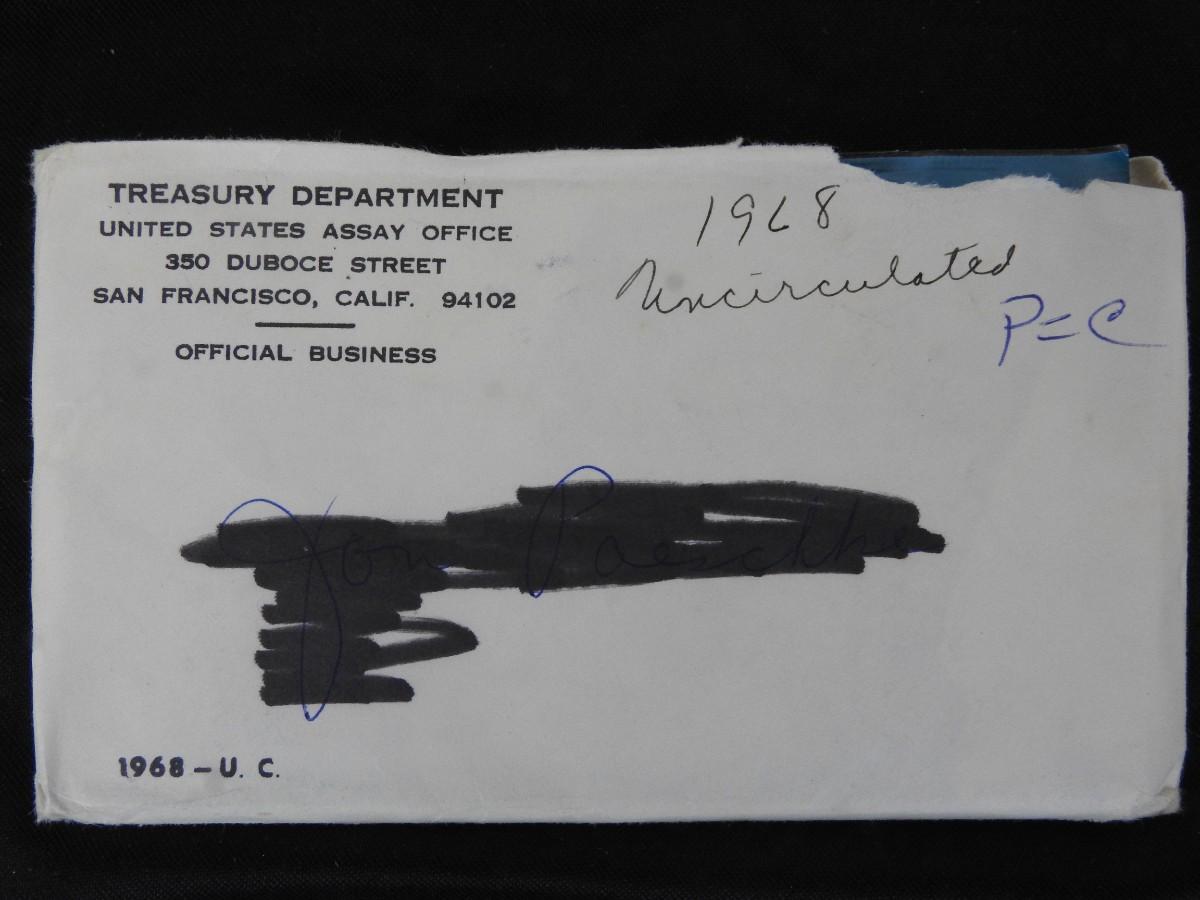 TREASURY DEPARTMENT
UNITED STATES ASSAY OFFICE
350 DUBOCE STREET
SAN FRANCISCO, CALIF. 94102
OFFICIAL BUSINESS
1968
Uncirculated
P=C
1968 – U. C.